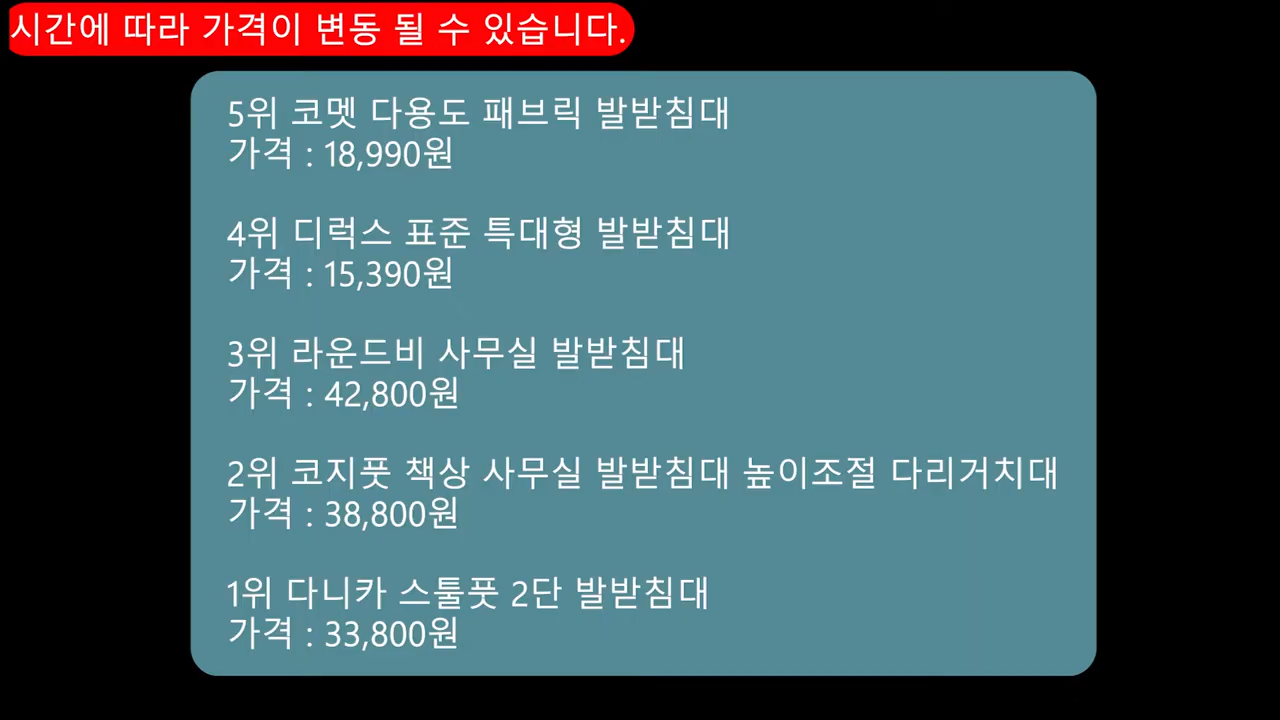 시간에 따라 가격이 변동 될 수 있습니다.
5위 코멧 다용도 패브릭 발받침대
가격 : 18,990원
4위 디럭스 표준 특대형 발받침대
가격 : 15,390원
3위 라운드비 사무실 발받침대
가격 : 42,800원
2위 코지풋 책상 사무실 발받침대 높이조절 다리거치대
가격 : 38,800원
1위 다니카 스툴풋 2단 발받침대
가격 : 33,800원